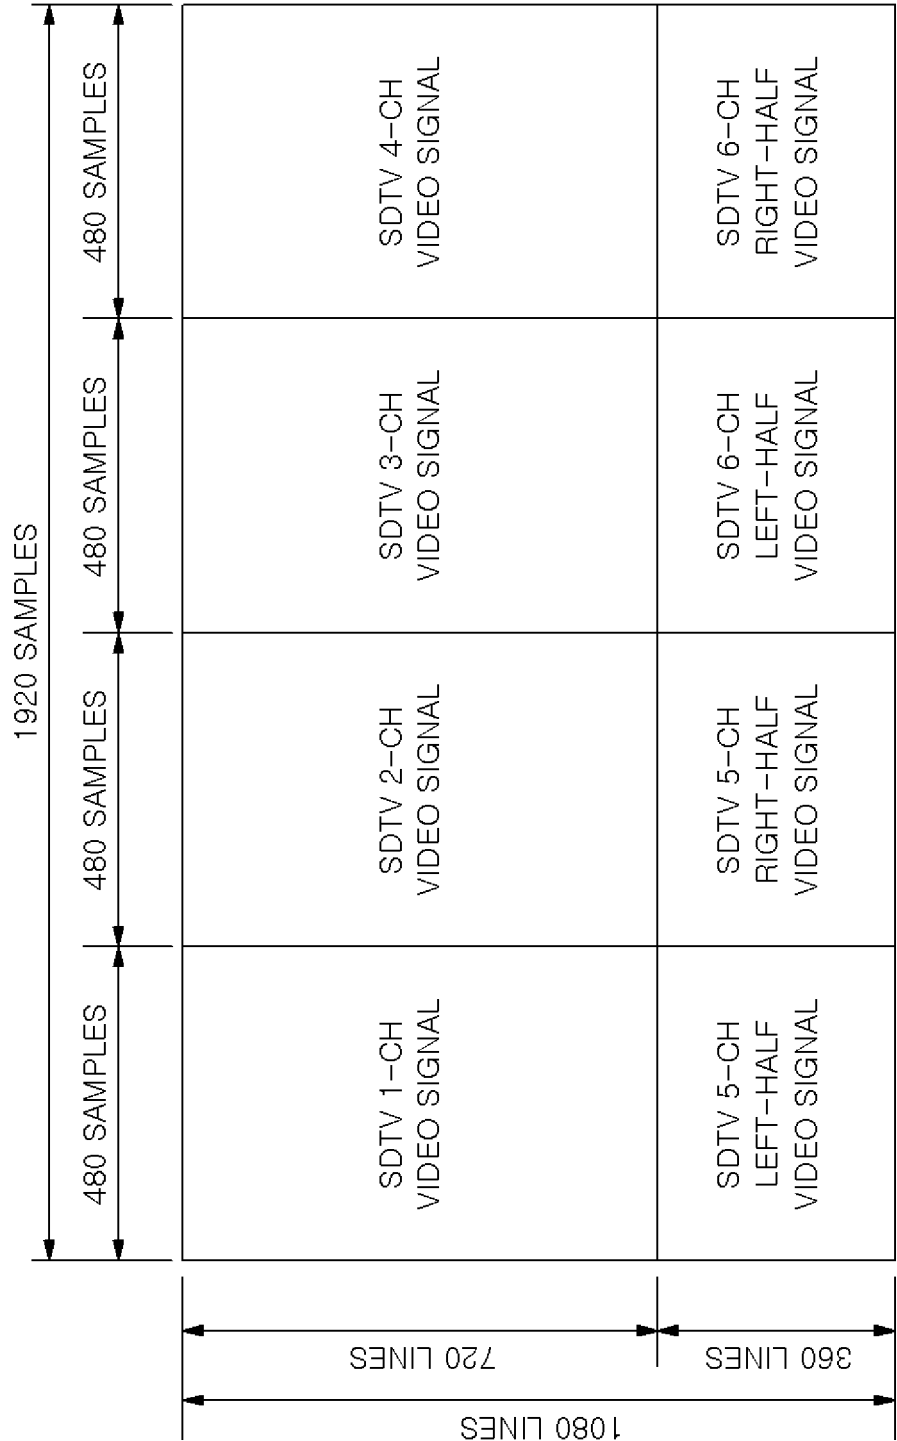 1920 SAMPLES
480 SAMPLES
480 SAMPLES
480 SAMPLES
480 SAMPLES
1080 LINES
720 LINES
SDTV 1-CH
VIDEO SIGNAL
SDTV 2-CH
VIDEO SIGNAL
SDTV 3-CH
VIDEO SIGNAL
SDTV 4-CH
VIDEO SIGNAL
360 LINES
SDTV 5-CH
LEFT-HALF
VIDEO SIGNAL
SDTV 5-CH
RIGHT-HALF
VIDEO SIGNAL
SDTV 6-CH
LEFT-HALF
VIDEO SIGNAL
SDTV 6-CH
RIGHT-HALF
VIDEO SIGNAL